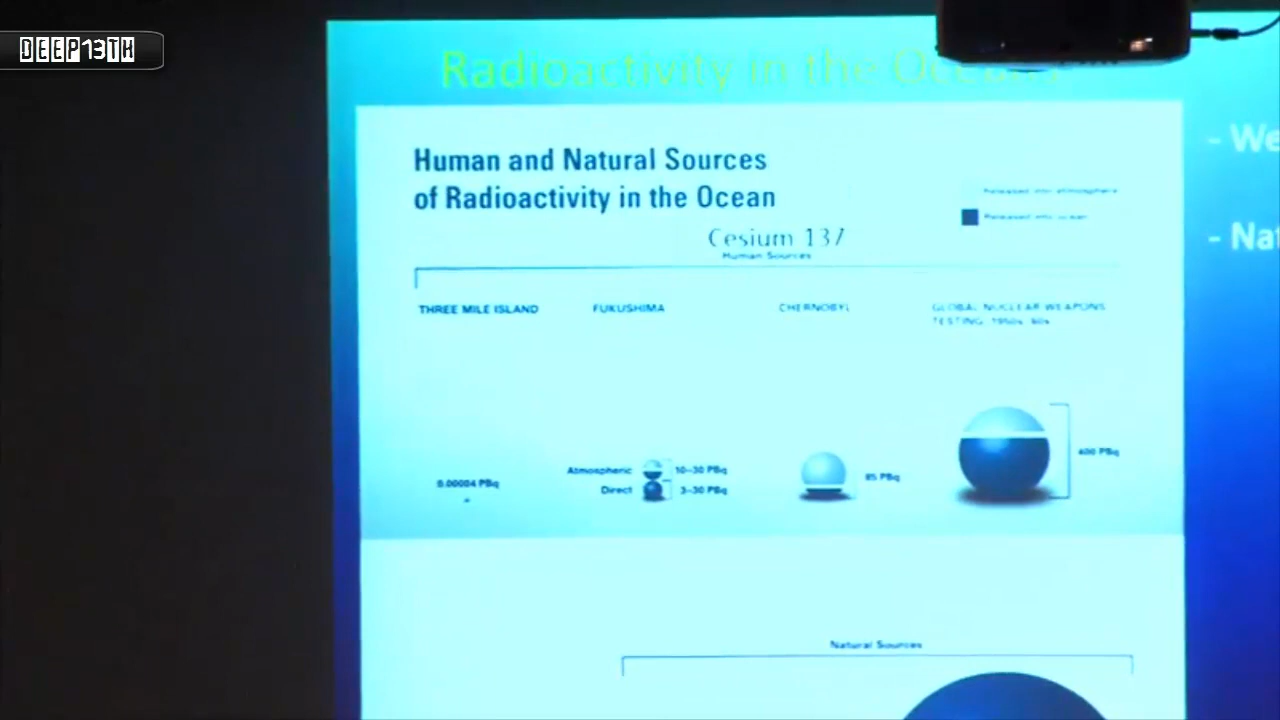 DEEP13TH
Radioactivity in the Oceans
- We
- Nat
Human and Natural Sources
of Radioactivity in the Ocean
Released into atmosphere
Released into ocean
Cesium 137
Human Sources
THREE MILE ISLAND
FUKUSHIMA
CHERNOBYL
GLOBAL NUCLEAR WEAPONS
TESTING 1950s 60s
0.00004 PBq
Atmospheric 10-30 PBq
Direct 3-30 PBq
85 PBq
400 PBq
Natural Sources